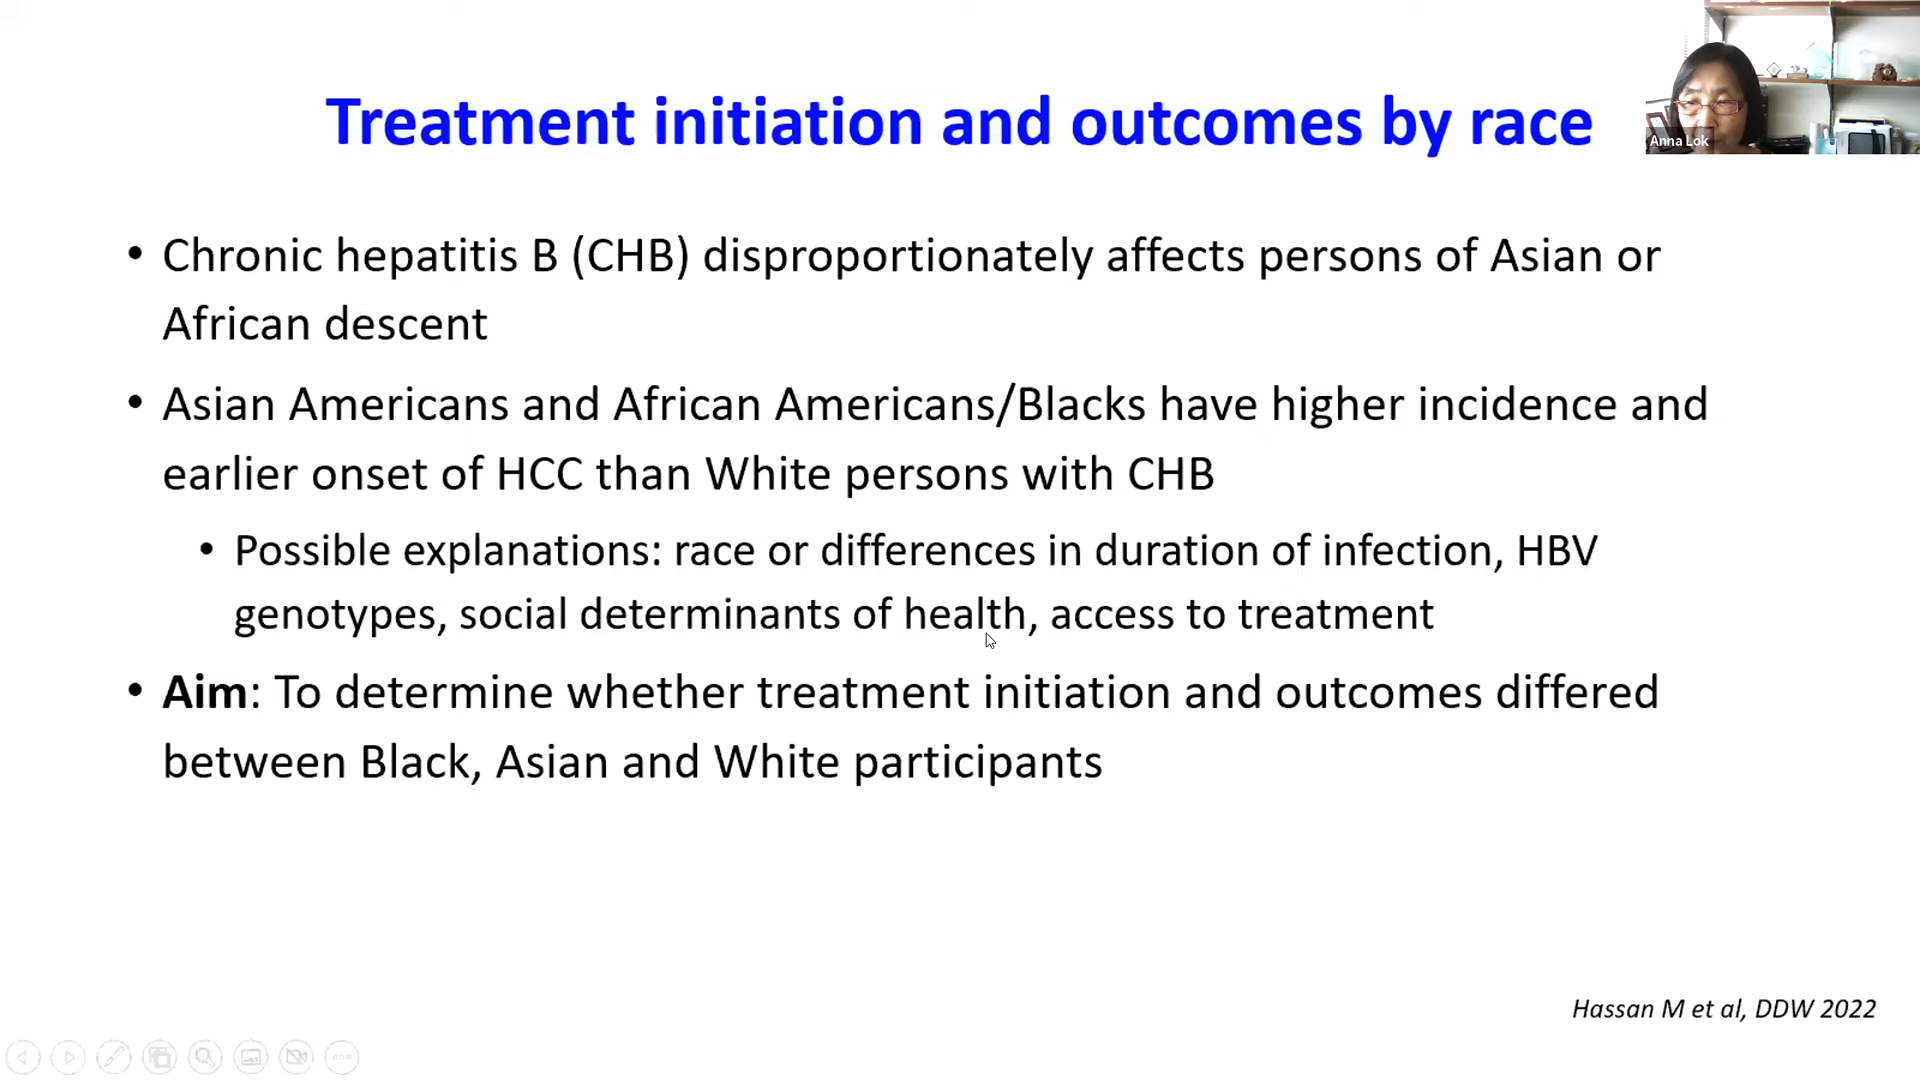 Treatment initiation and outcomes by race
Anna Lok
• Chronic hepatitis B (CHB) disproportionately affects persons of Asian or
African descent
• Asian Americans and African Americans/Blacks have higher incidence and
earlier onset of HCC than White persons with CHB
• Possible explanations: race or differences in duration of infection, HBV
genotypes, social determinants of health, access to treatment
• Aim: To determine whether treatment initiation and outcomes differed
between Black, Asian and White participants
Hassan M et al, DDW 2022